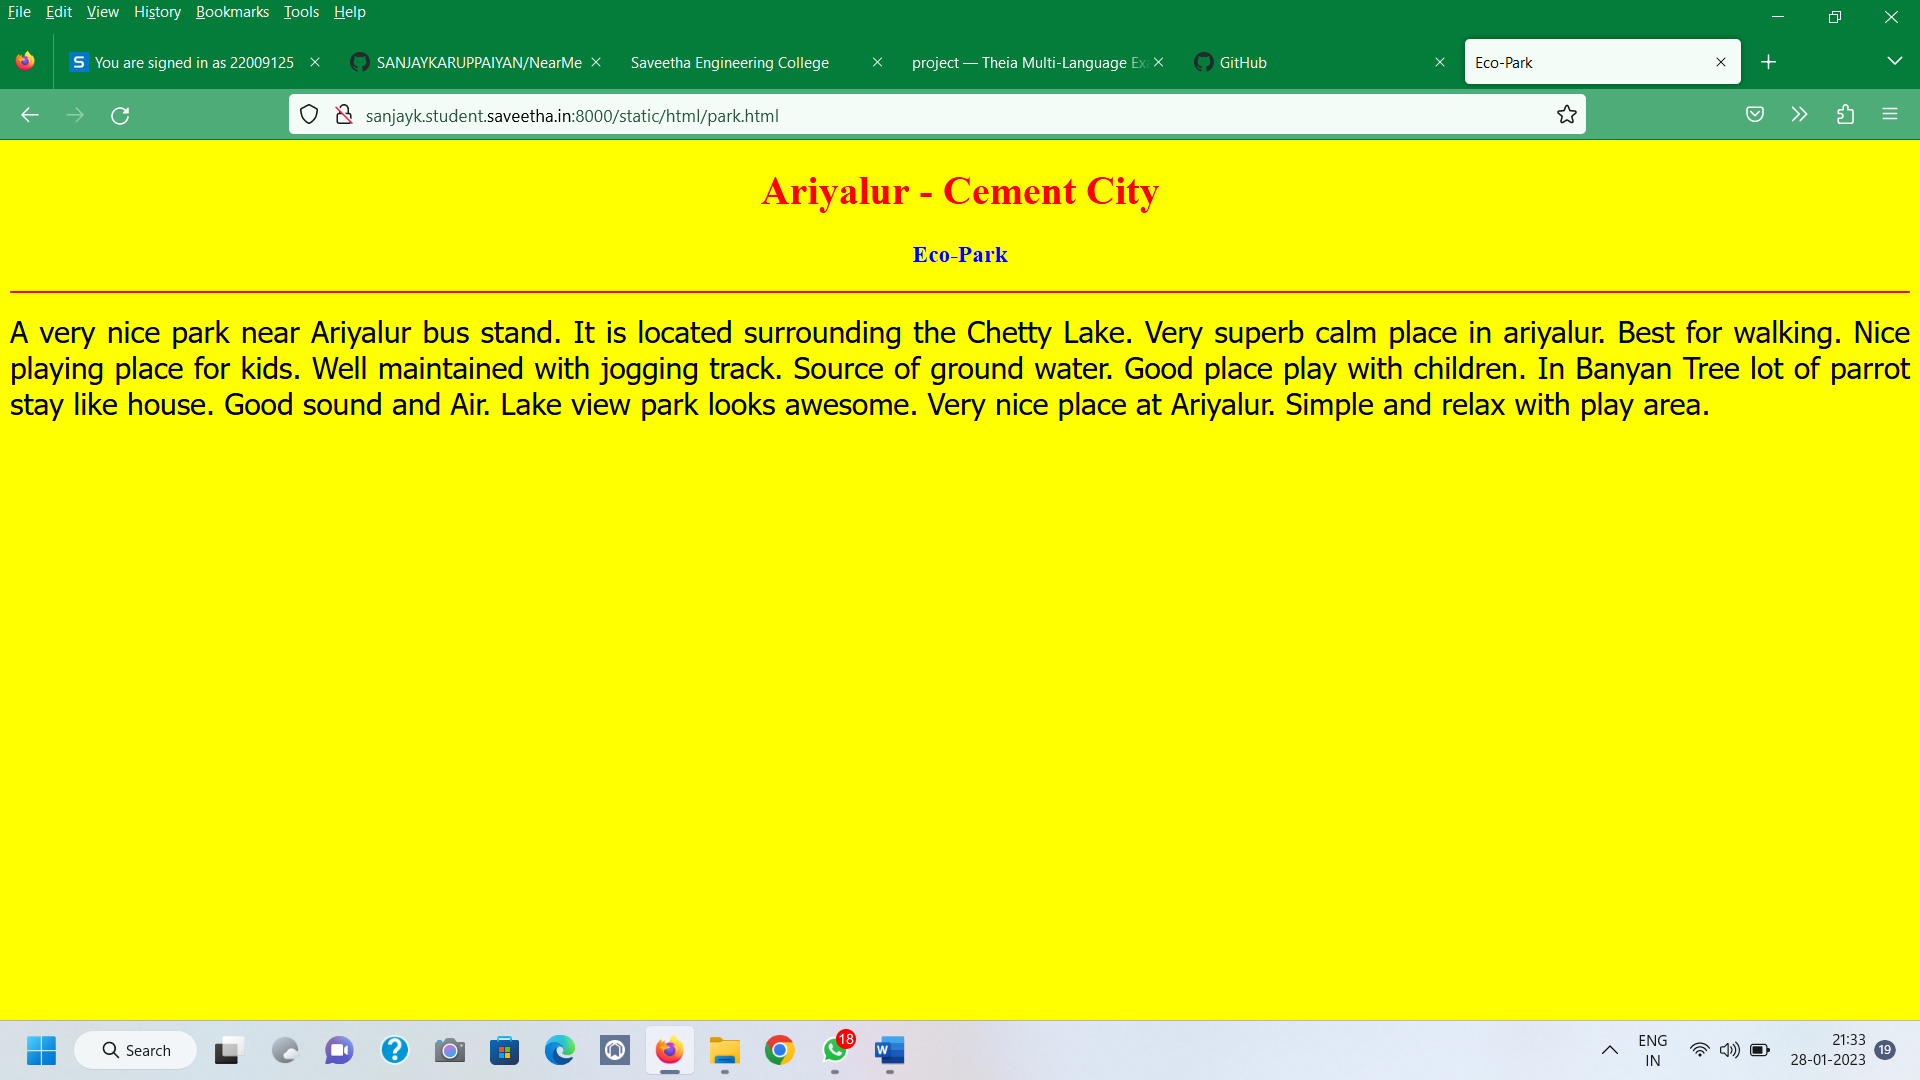 File Edit View History Bookmarks Tools Help
You are signed in as 22009125
SANJAYKARUPPAIYAN/NearMe
Saveetha Engineering College
project — Theia Multi-Language Ex
GitHub
Eco-Park
sanjayk.student.saveetha.in:8000/static/html/park.html
Ariyalur - Cement City
Eco-Park
A very nice park near Ariyalur bus stand. It is located surrounding the Chetty Lake. Very superb calm place in ariyalur. Best for walking. Nice
playing place for kids. Well maintained with jogging track. Source of ground water. Good place play with children. In Banyan Tree lot of parrot
stay like house. Good sound and Air. Lake view park looks awesome. Very nice place at Ariyalur. Simple and relax with play area.
Search
18
ENG
IN
21:33
28-01-2023
19